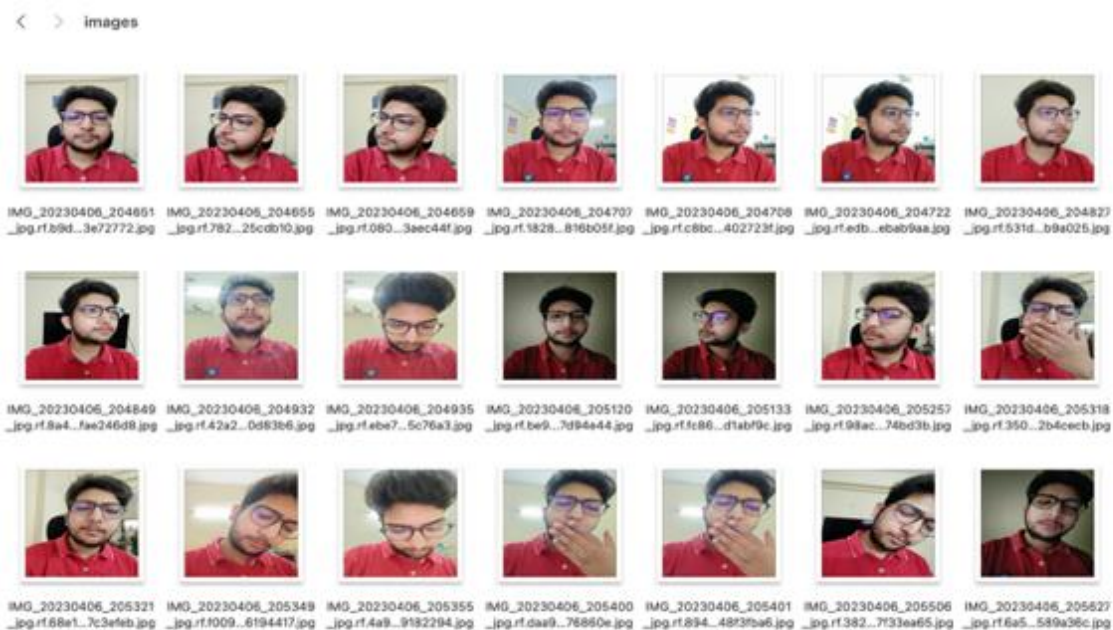 images
IMG_20230406_204651 IMG_20230406_204655 IMG_20230406_204659 IMG_20230406_204707 IMG_20230406_204708 IMG_20230406_204722 IMG_20230406_204827
_jpg.rf.b9d...3e72772.jpg _jpg.rf.782...25cdb10.jpg _jpg.rf.080...3aec44f.jpg _jpg.rf.1828...816b05f.jpg _jpg.rf.c8bc...402723f.jpg _jpg.rf.edb...ebab9aa.jpg _jpg.rf.531d...b9a025.jpg
IMG_20230406_204849 IMG_20230406_204932 IMG_20230406_204935 IMG_20230406_205120 IMG_20230406_205133 IMG_20230406_205257 IMG_20230406_205318
_jpg.rf.8a4...fae246d8.jpg _jpg.rf.42a2...0d83b6.jpg _jpg.rf.ebe7...5c76a3.jpg _jpg.rf.be9...7d94e44.jpg _jpg.rf.fc86...d1abf9c.jpg _jpg.rf.98ac...74bd3b.jpg _jpg.rf.350...2b4cecb.jpg
IMG_20230406_205321 IMG_20230406_205349 IMG_20230406_205355 IMG_20230406_205400 IMG_20230406_205401 IMG_20230406_205506 IMG_20230406_205627
_jpg.rf.68e1...7c3efeb.jpg _jpg.rf.f009...6194417.jpg _jpg.rf.4a9...9182294.jpg _jpg.rf.daa9...76860e.jpg _jpg.rf.894...48f3fba6.jpg _jpg.rf.382...7f33ea65.jpg _jpg.rf.6a5...589a36c.jpg